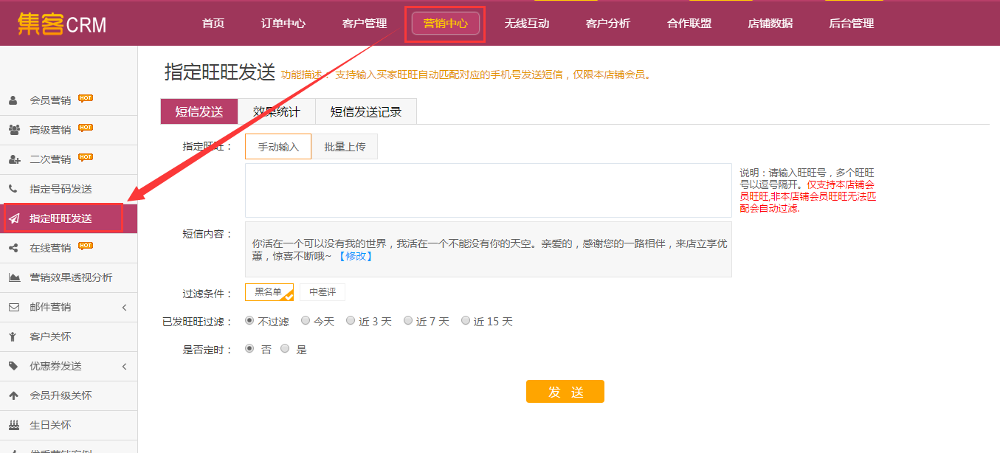 集客CRM
首页 订单中心 客户管理 营销中心 无线互动 客户分析 合作联盟 店铺数据 后台管理
会员营销 HOT
高级营销 HOT
二次营销 HOT
指定号码发送
指定旺旺发送
在线营销 HOT
营销效果透视分析
邮件营销
客户关怀
优惠券发送
会员升级关怀
生日关怀
优秀营销案例
指定旺旺发送 功能描述：支持输入买家旺旺自动匹配对应的手机号发送短信，仅限本店铺会员。
短信发送 效果统计 短信发送记录
指定旺旺： 手动输入 批量上传
说明：请输入旺旺号，多个旺旺
号以逗号隔开。仅支持本店铺会
员旺旺,非本店铺会员旺旺无法匹
配会自动过滤.
短信内容：
你活在一个可以没有我的世界，我活在一个不能没有你的天空。亲爱的，感谢您的一路相伴，来店立享优
惠，惊喜不断哦~ 【修改】
过滤条件： 黑名单 中差评
已发旺旺过滤： 不过滤 今天 近 3 天 近 7 天 近 15 天
是否定时： 否 是
发 送